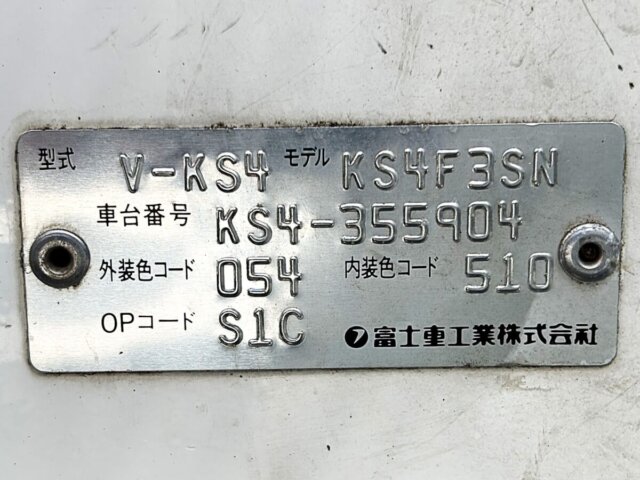 型式 V-KS4 モデル KS4F3SN
車台番号 KS4-355904
外装色コード 054 内装色コード 510
OPコード S1C
富士重工業株式会社